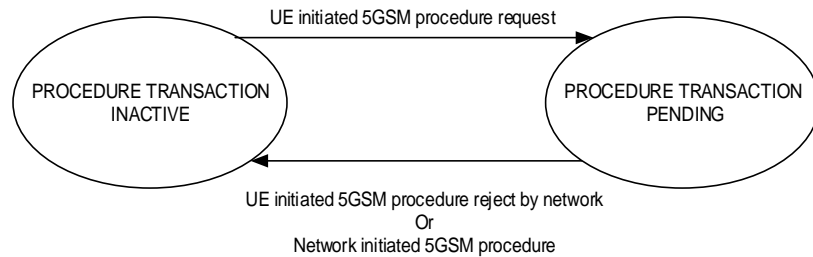 UE initiated 5GSM procedure request
PROCEDURE TRANSACTION
INACTIVE
PROCEDURE TRANSACTION
PENDING
UE initiated 5GSM procedure reject by network
Or
Network initiated 5GSM procedure